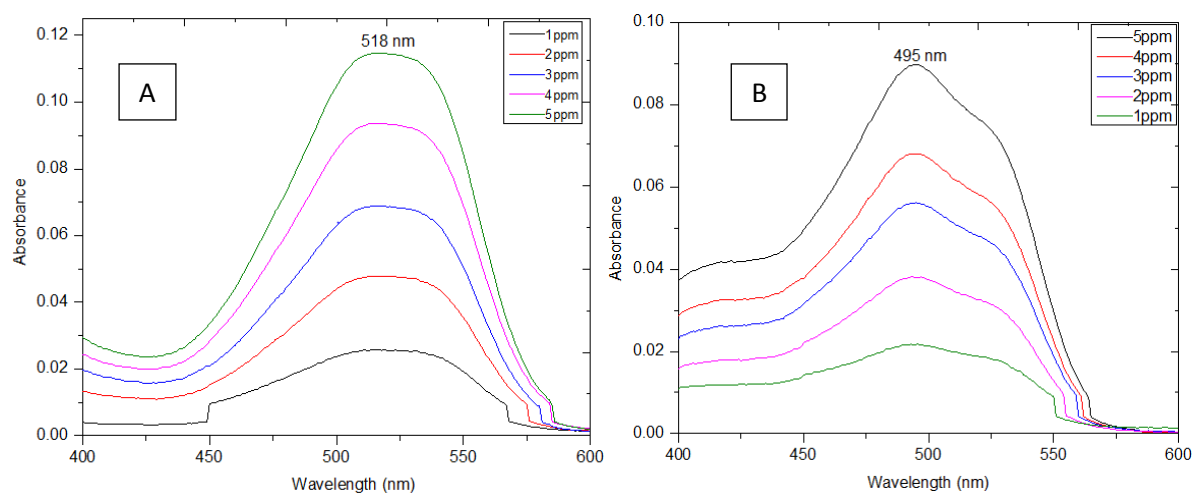 A
518 nm
1ppm
2ppm
3ppm
4ppm
5ppm
0.12
0.10
0.08
0.06
0.04
0.02
0.00
Absorbance
400
450
500
550
600
Wavelength (nm)
B
495 nm
5ppm
4ppm
3ppm
2ppm
1ppm
0.10
0.08
0.06
0.04
0.02
0.00
Absorbance
400
450
500
550
600
Wavelength (nm)